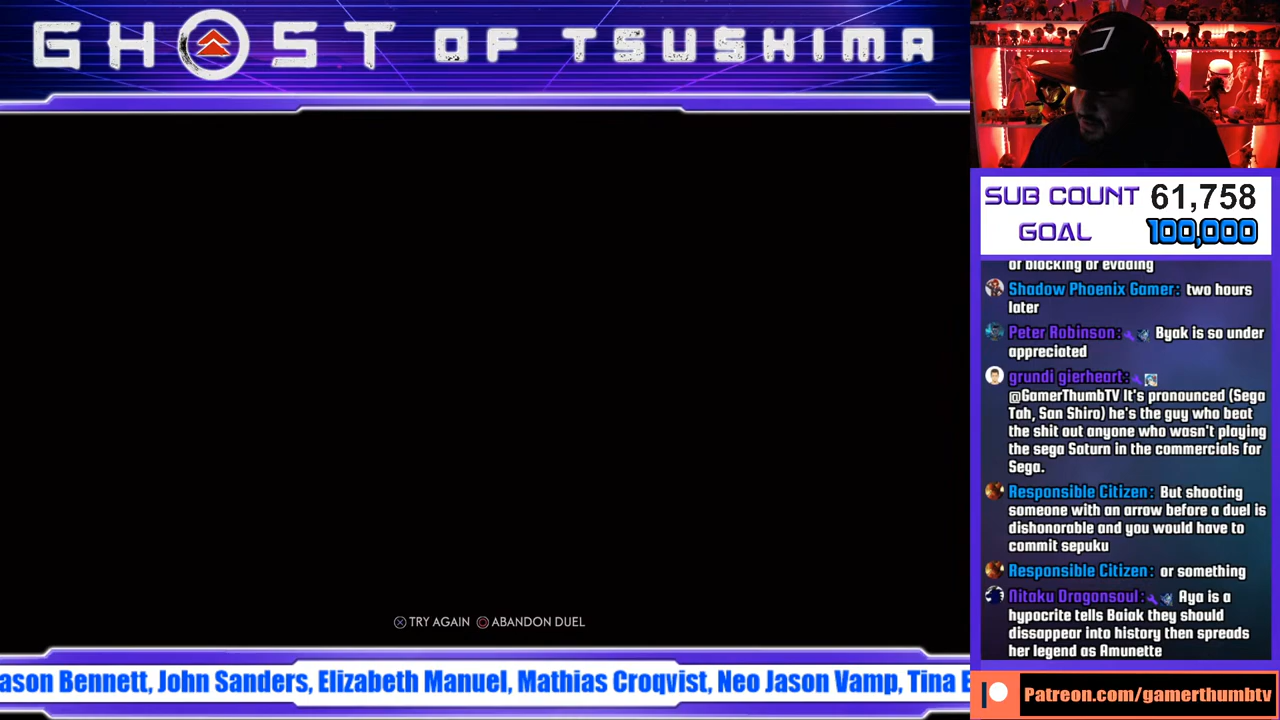 GHOST OF TSUSHIMA
SUB COUNT 61,758
GOAL 100,000
or blocking or evading
Shadow Phoenix Gamer: two hours
later
Peter Robinson: Byak is so under
appreciated
grundi gierheart:
@GamerThumbTV It's pronounced (Sega
Tah, San Shiro) he's the guy who beat
the shit out anyone who wasn't playing
the sega Saturn in the commercials for
Sega.
Responsible Citizen: But shooting
someone with an arrow before a duel is
dishonorable and you would have to
commit sepuku
Responsible Citizen: or something
Nitaku Dragonsoul: Aya is a
hypocrite tells Baiak they should
dissappear into history then spreads
her legend as Amunette
TRY AGAIN ABANDON DUEL
ason Bennett, John Sanders, Elizabeth Manuel, Mathias Croqvist, Neo Jason Vamp, Tina E
Patreon.com/gamerthumbtv